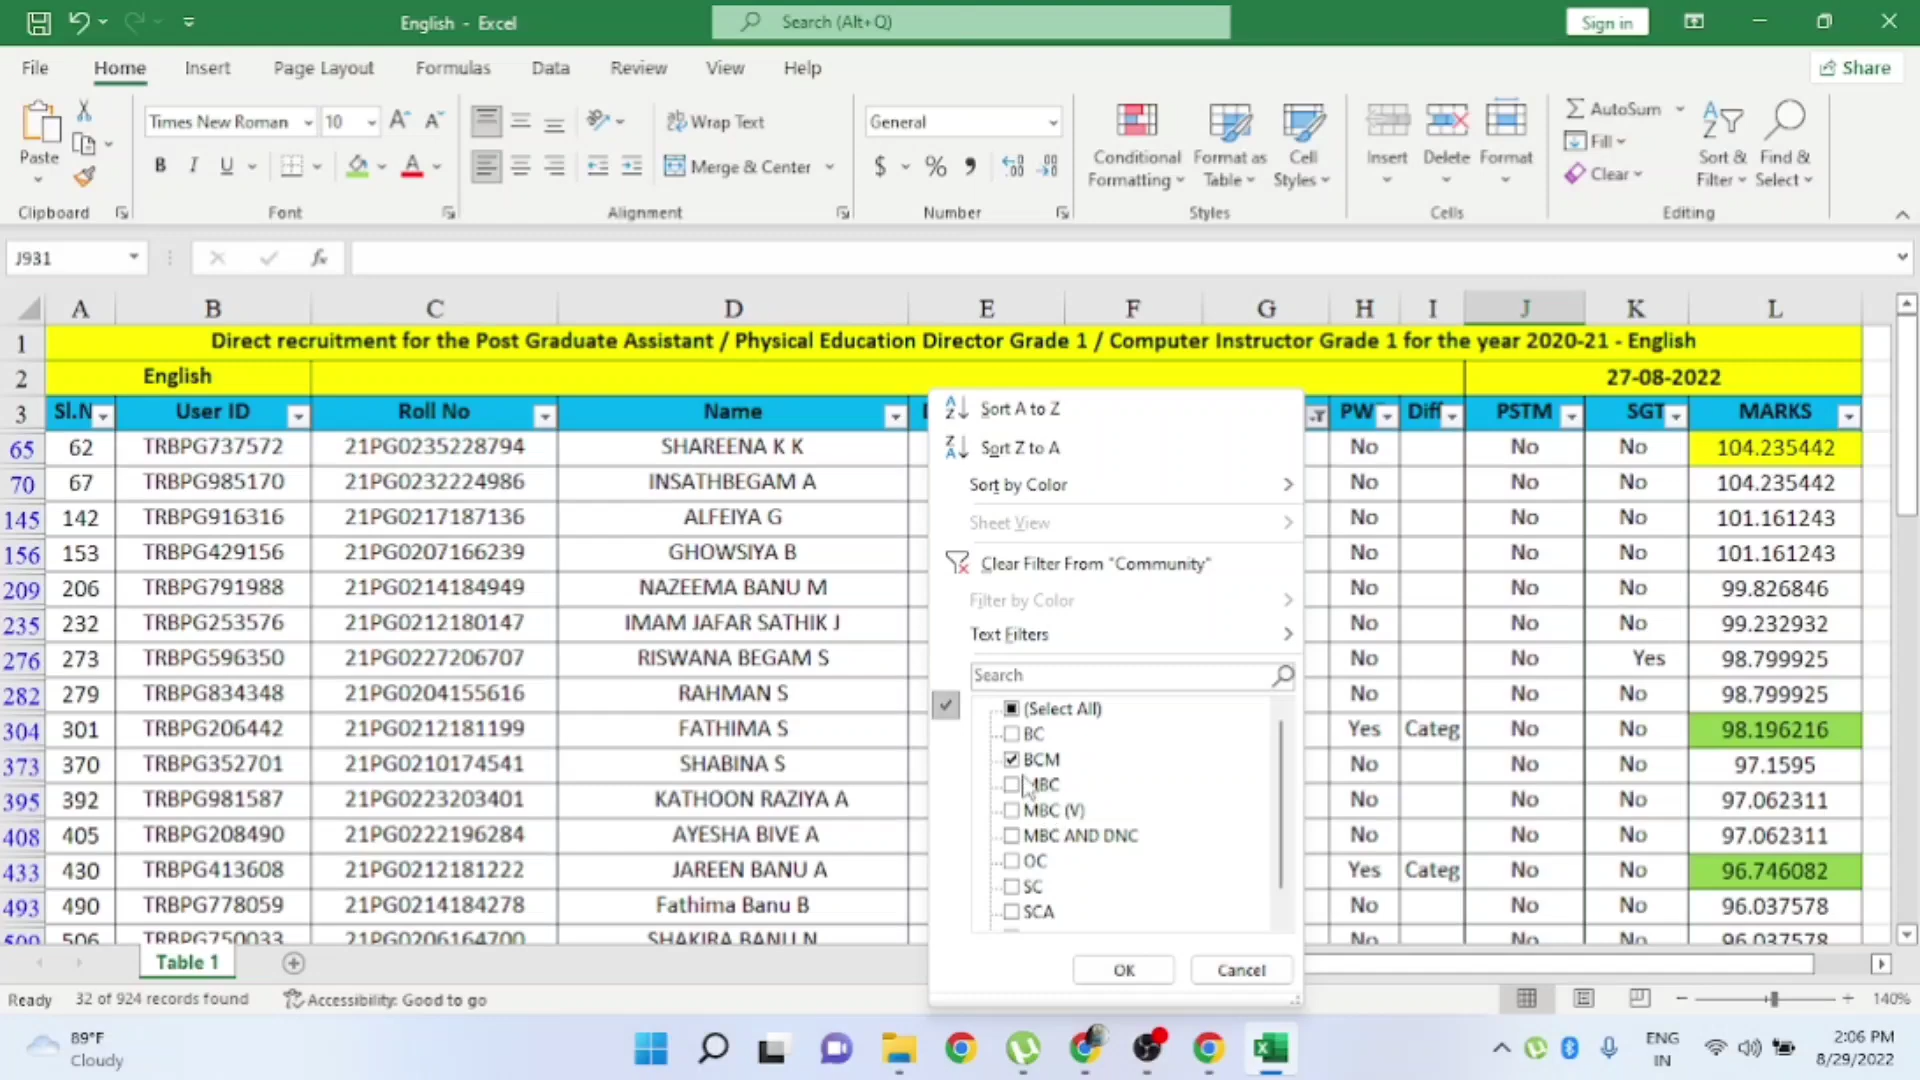 English - Excel
Search (Alt+Q)
Sign in
File Home Insert Page Layout Formulas Data Review View Help
Share
Paste
Clipboard
Times New Roman 10
B I U
Font
Wrap Text
Merge & Center
Alignment
General
$ % ,
Number
Conditional Formatting
Format as Table
Cell Styles
Styles
Insert Delete Format
Cells
AutoSum
Fill
Clear
Sort & Filter
Find & Select
Editing
J931
fx
A B C D E F G H I J K L
1 Direct recruitment for the Post Graduate Assistant / Physical Education Director Grade 1 / Computer Instructor Grade 1 for the year 2020-21 - English
2 English 27-08-2022
3 Sl.N User ID Roll No Name PW Diff PSTM SGT MARKS
65 62 TRBPG737572 21PG0235228794 SHAREENA K K No No No 104.235442
70 67 TRBPG985170 21PG0232224986 INSATHBEGAM A No No No 104.235442
145 142 TRBPG916316 21PG0217187136 ALFEIYA G No No No 101.161243
156 153 TRBPG429156 21PG0207166239 GHOWSIYA B No No No 101.161243
209 206 TRBPG791988 21PG0214184949 NAZEEMA BANU M No No No 99.826846
235 232 TRBPG253576 21PG0212180147 IMAM JAFAR SATHIK J No No No 99.232932
276 273 TRBPG596350 21PG0227206707 RISWANA BEGAM S No No Yes 98.799925
282 279 TRBPG834348 21PG0204155616 RAHMAN S No No No 98.799925
304 301 TRBPG206442 21PG0212181199 FATHIMA S Yes Categ No No 98.196216
373 370 TRBPG352701 21PG0210174541 SHABINA S No No No 97.1595
395 392 TRBPG981587 21PG0223203401 KATHOON RAZIYA A No No No 97.062311
408 405 TRBPG208490 21PG0222196284 AYESHA BIVE A No No No 97.062311
433 430 TRBPG413608 21PG0212181222 JAREEN BANU A Yes Categ No No 96.746082
493 490 TRBPG778059 21PG0214184278 Fathima Banu B No No No 96.037578
509 506 TRBPG750033 21PG0206164700 SHAKIRA BANU N No No No 96.037578
Sort A to Z
Sort Z to A
Sort by Color
Sheet View
Clear Filter From "Community"
Filter by Color
Text Filters
Search
(Select All)
BC
BCM
MBC
MBC (V)
MBC AND DNC
OC
SC
SCA
OK Cancel
Table 1
Ready 32 of 924 records found Accessibility: Good to go 140%
89°F
Cloudy
ENG
IN
2:06 PM
8/29/2022